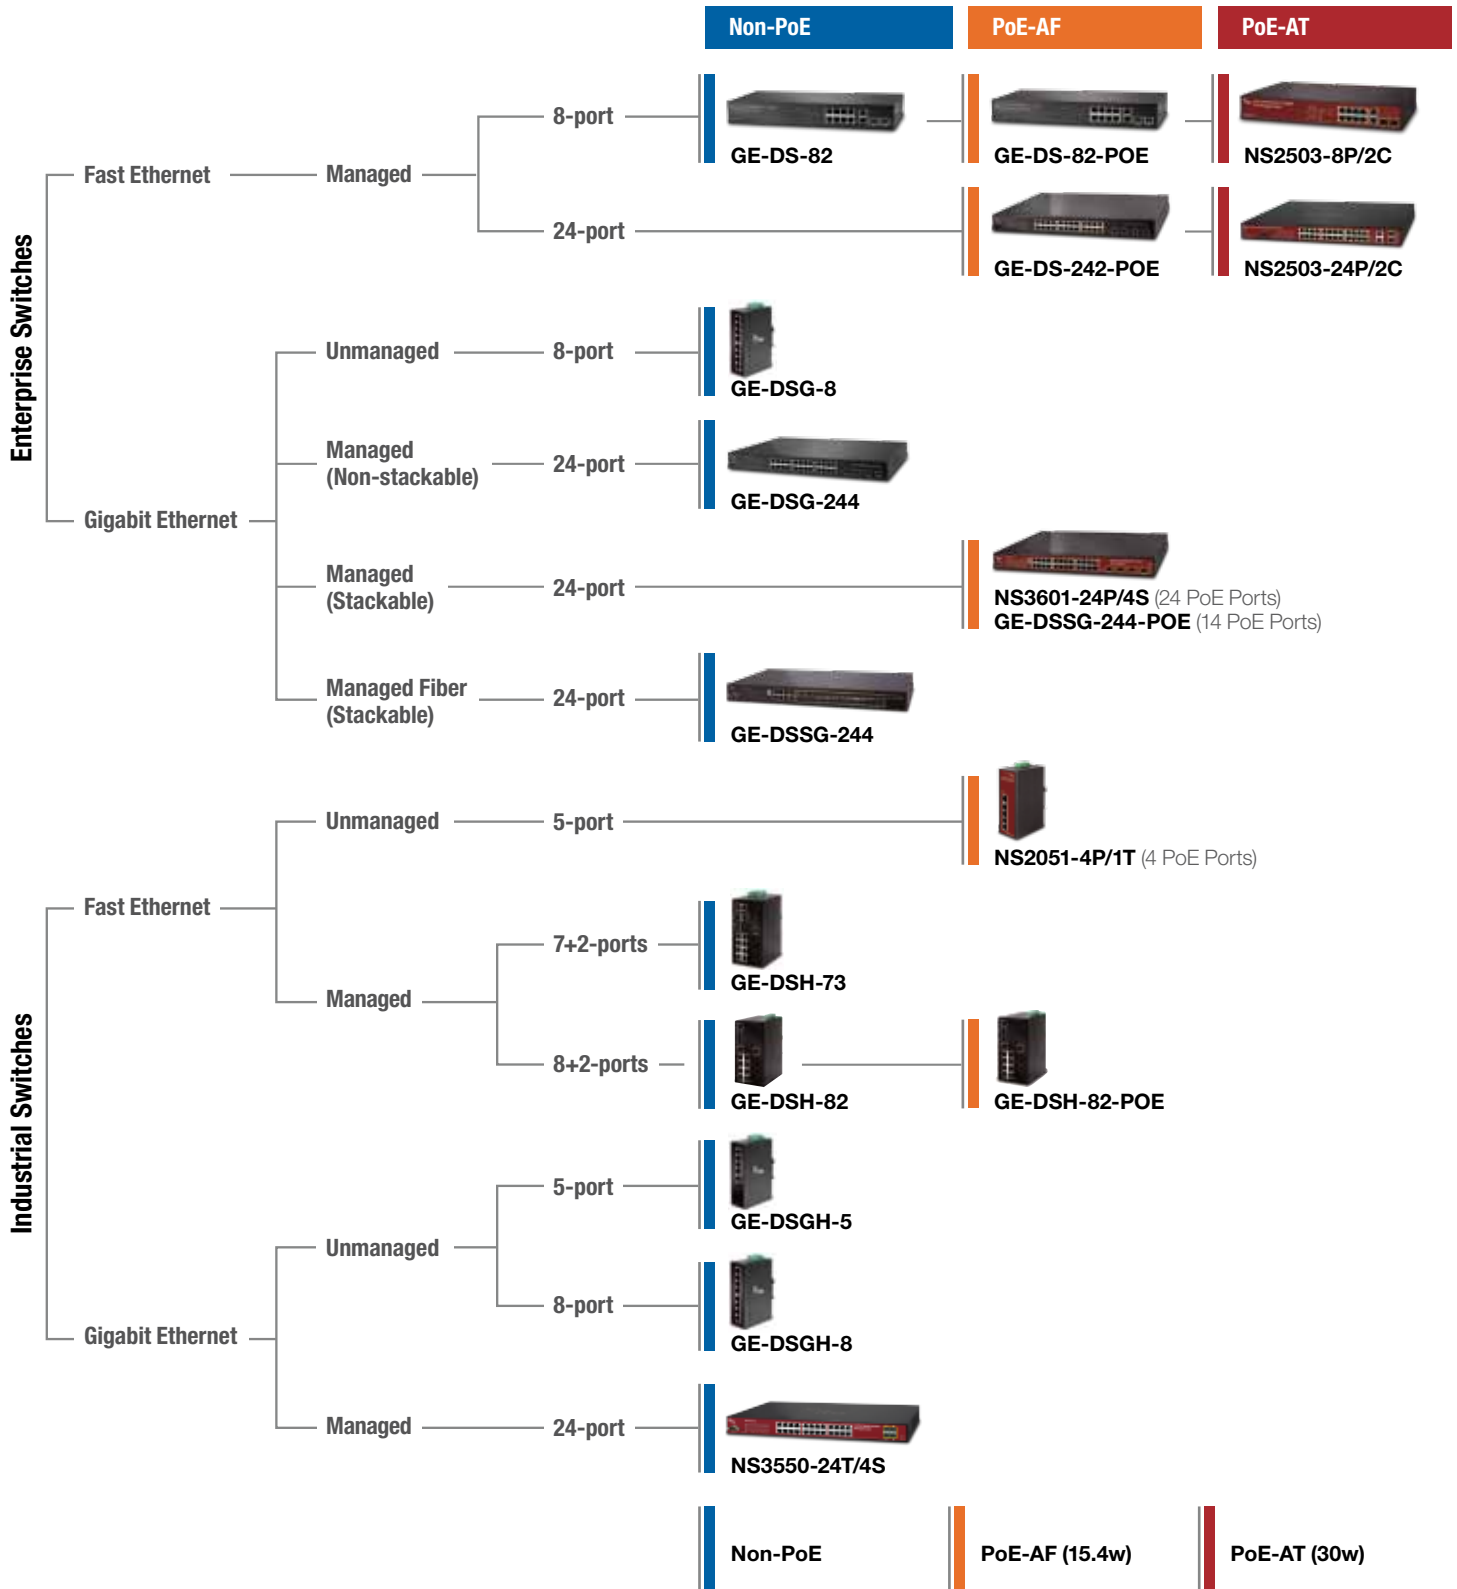 Non-PoE
PoE-AF
PoE-AT
Enterprise Switches
Fast Ethernet
Managed
8-port
GE-DS-82
GE-DS-82-POE
NS2503-8P/2C
24-port
GE-DS-242-POE
NS2503-24P/2C
Gigabit Ethernet
Unmanaged
8-port
GE-DSG-8
Managed
(Non-stackable)
24-port
GE-DSG-244
Managed
(Stackable)
24-port
NS3601-24P/4S (24 PoE Ports)
GE-DSSG-244-POE (14 PoE Ports)
Managed Fiber
(Stackable)
24-port
GE-DSSG-244
Industrial Switches
Fast Ethernet
Unmanaged
5-port
NS2051-4P/1T (4 PoE Ports)
Managed
7+2-ports
GE-DSH-73
8+2-ports
GE-DSH-82
GE-DSH-82-POE
Gigabit Ethernet
Unmanaged
5-port
GE-DSGH-5
8-port
GE-DSGH-8
Managed
24-port
NS3550-24T/4S
Non-PoE
PoE-AF (15.4w)
PoE-AT (30w)